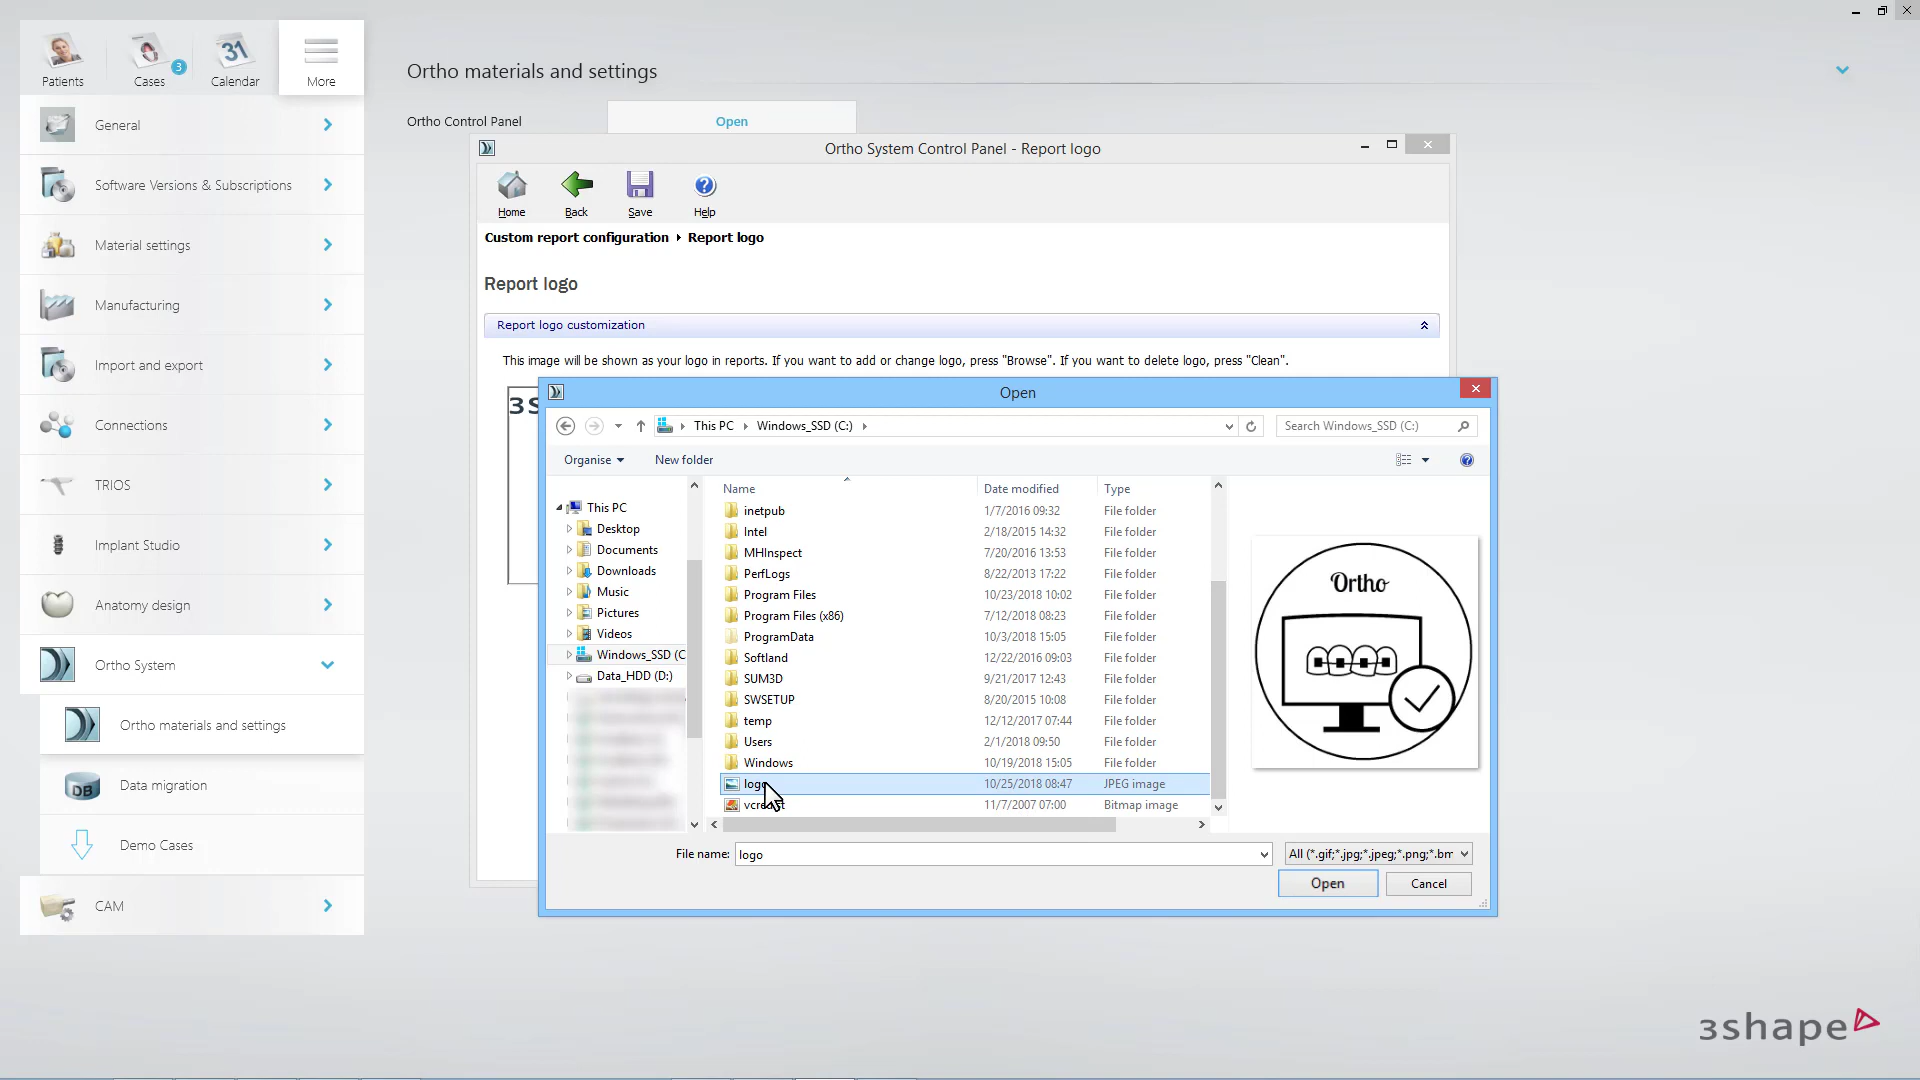 Patients
Cases
3
31
Calendar
More
General
Software Versions & Subscriptions
Material settings
Manufacturing
Import and export
Connections
TRIOS
Implant Studio
Anatomy design
Ortho System
Ortho materials and settings
DB
Data migration
Demo Cases
CAM
Ortho materials and settings
Ortho Control Panel
Open
Ortho System Control Panel - Report logo
Home
Back
Save
Help
Custom report configuration
Report logo
Report logo
Report logo customization
This image will be shown as your logo in reports. If you want to add or change logo, press "Browse". If you want to delete logo, press "Clean".
Open
This PC
Windows_SSD (C:)
Search Windows_SSD (C:)
Organise
New folder
This PC
Desktop
Documents
Downloads
Music
Pictures
Videos
Windows_SSD (C
Data_HDD (D:)
Name Date modified Type
inetpub 1/7/2016 09:32 File folder
Intel 2/18/2015 14:32 File folder
MHInspect 7/20/2016 13:53 File folder
PerfLogs 8/22/2013 17:22 File folder
Program Files 10/23/2018 10:02 File folder
Program Files (x86) 7/12/2018 08:23 File folder
ProgramData 10/3/2018 15:05 File folder
Softland 12/22/2016 09:03 File folder
SUM3D 9/21/2017 12:43 File folder
SWSETUP 8/20/2015 10:08 File folder
temp 12/12/2017 07:44 File folder
Users 2/1/2018 09:50 File folder
Windows 10/19/2018 15:05 File folder
logo 10/25/2018 08:47 JPEG image
11/7/2007 07:00 Bitmap image
Ortho
File name: logo
All (*.gif;*.jpg;*.jpeg;*.png;*.bm
Open
Cancel
3shape